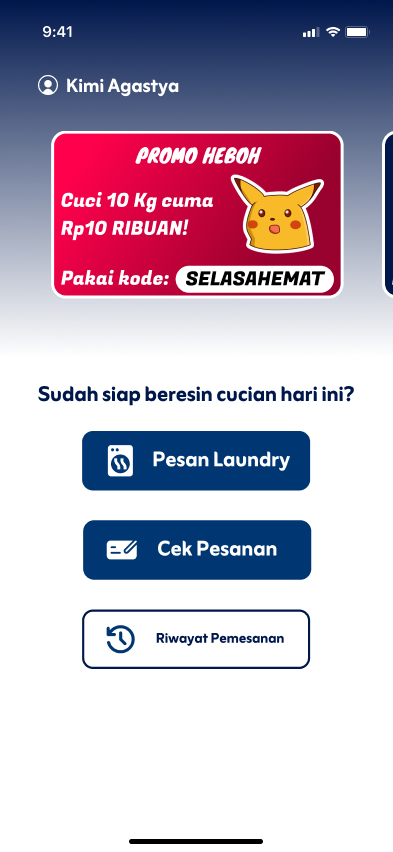 9:41
Kimi Agastya
PROMO HEBOH
Cuci 10 Kg cuma
Rp10 RIBUAN!
Pakai kode: SELASAHEMAT
Sudah siap beresin cucian hari ini?
Pesan Laundry
Cek Pesanan
Riwayat Pemesanan